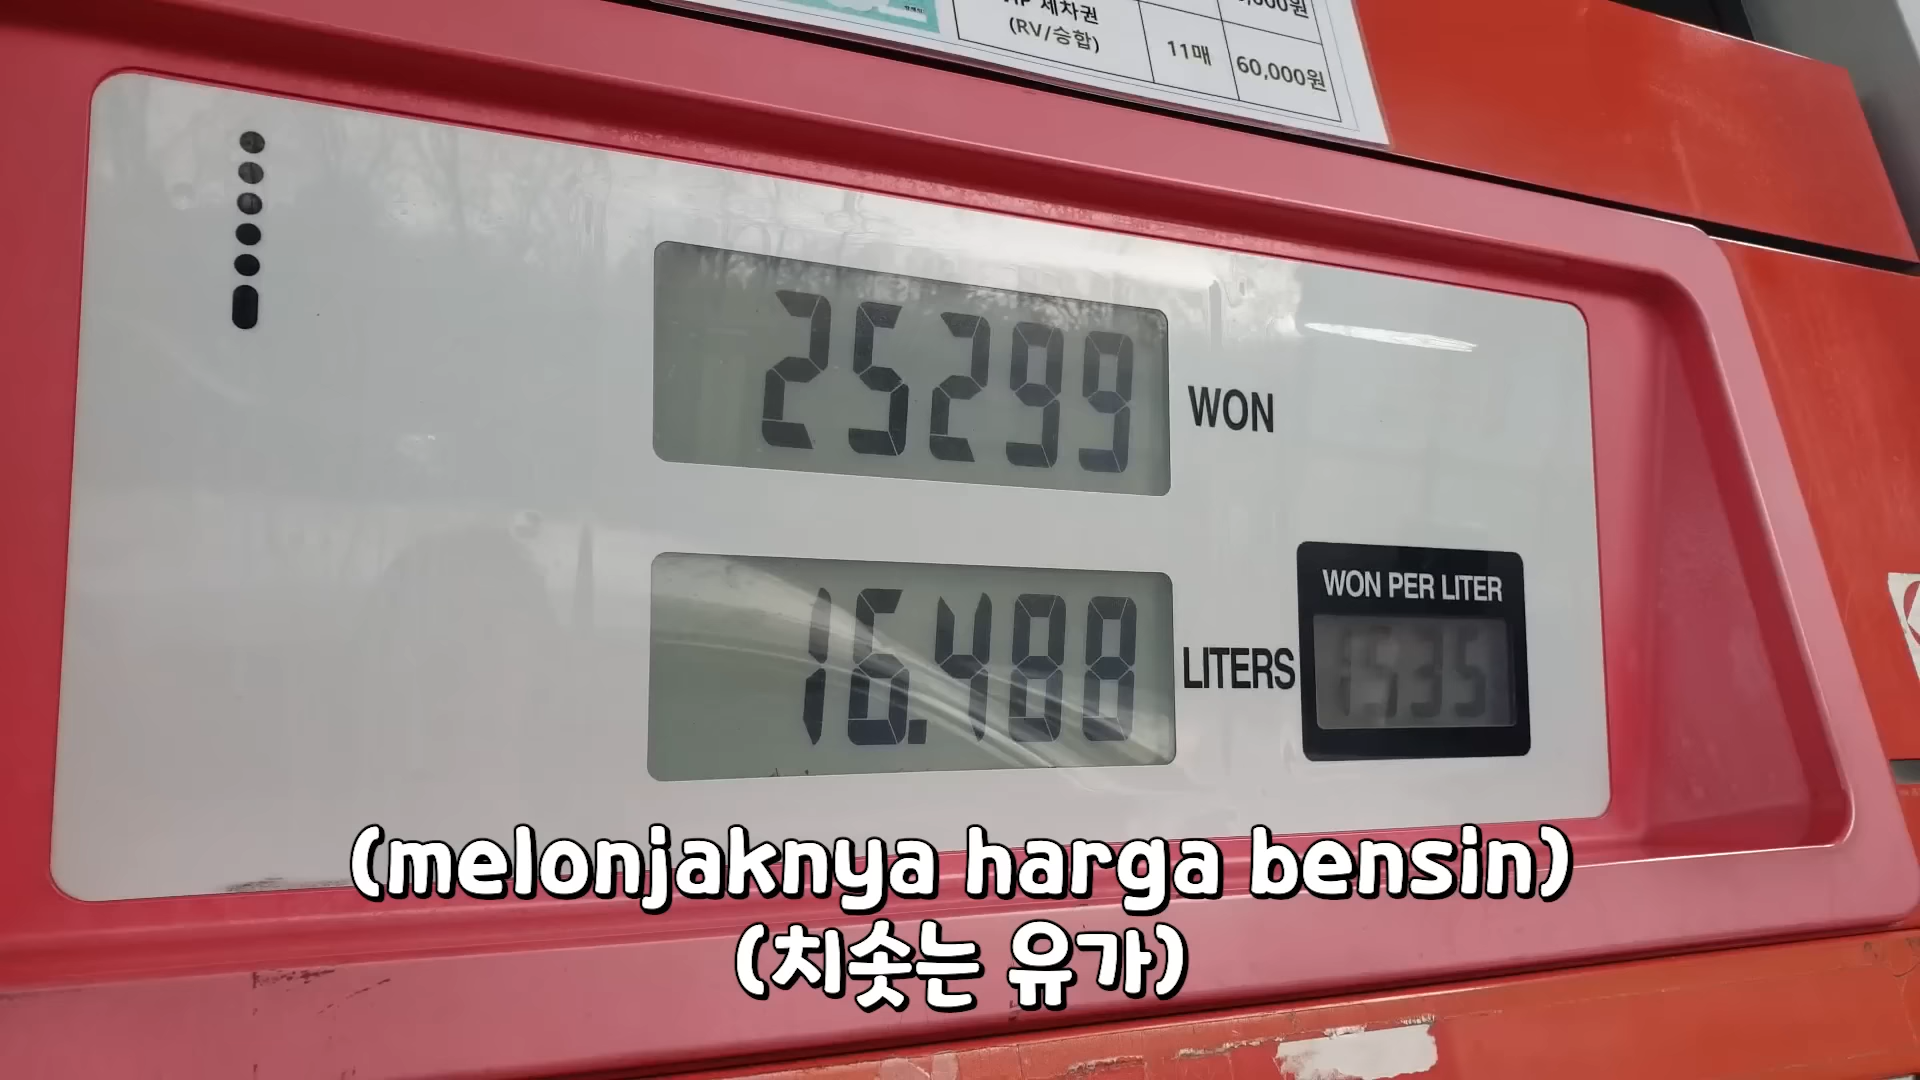 세차권
(RV/승합)
11매
60,000원
25299
WON
16.488
LITERS
WON PER LITER
1535
(melonjaknya harga bensin)
(치솟는 유가)